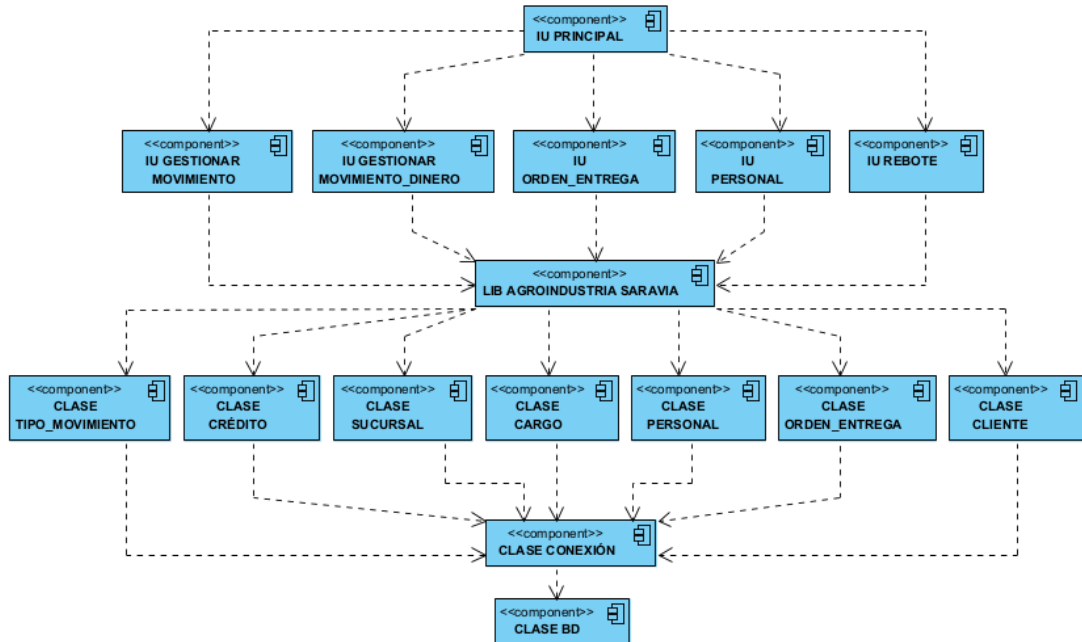 <<component>>
IU PRINCIPAL
<<component>>
IU GESTIONAR
MOVIMIENTO
<<component>>
IU GESTIONAR
MOVIMIENTO_DINERO
<<component>>
IU
ORDEN_ENTREGA
<<component>>
IU
PERSONAL
<<component>>
IU REBOTE
<<component>>
LIB AGROINDUSTRIA SARAVIA
<<component>>
CLASE
TIPO_MOVIMIENTO
<<component>>
CLASE
CRÉDITO
<<component>>
CLASE
SUCURSAL
<<component>>
CLASE
CARGO
<<component>>
CLASE
PERSONAL
<<component>>
CLASE
ORDEN_ENTREGA
<<component>>
CLASE
CLIENTE
<<component>>
CLASE CONEXIÓN
<<component>>
CLASE BD